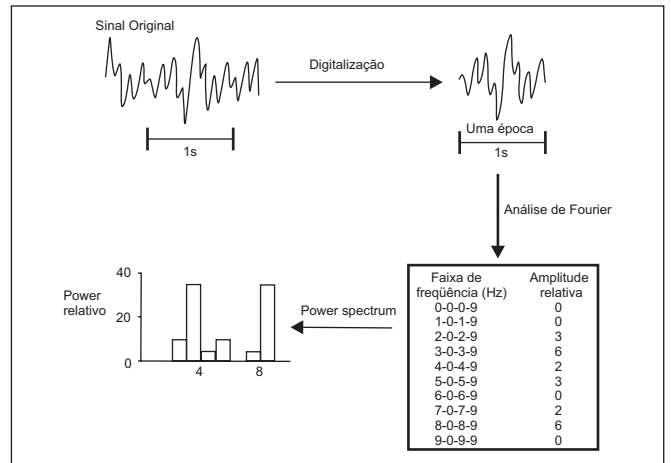 Sinal Original
1s
Digitalização
Uma época
1s
Análise de Fourier
Faixa de freqüência (Hz) Amplitude relativa
0-0-0-9 0
1-0-1-9 0
2-0-2-9 3
3-0-3-9 6
4-0-4-9 2
5-0-5-9 3
6-0-6-9 0
7-0-7-9 2
8-0-8-9 6
9-0-9-9 0
Power spectrum
Power
relativo
40
20
0
4 8